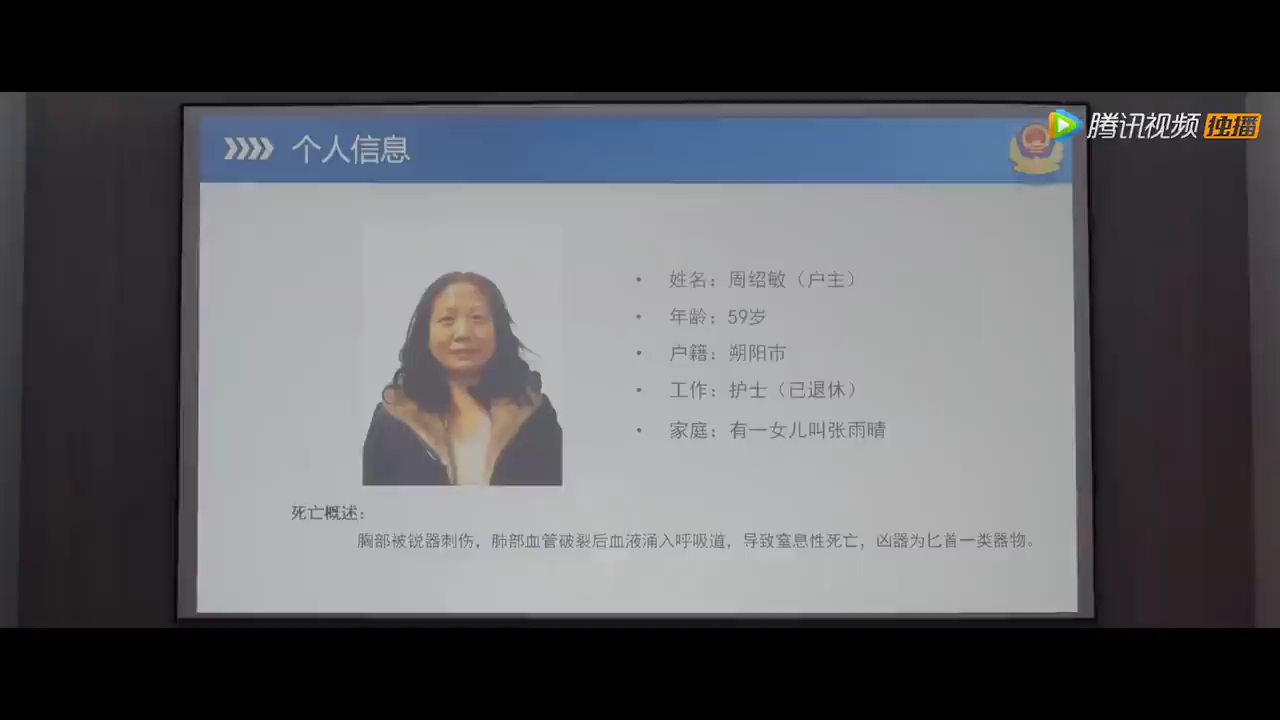 个人信息
腾讯视频 独播
• 姓名：周绍敏（户主）
• 年龄：59岁
• 户籍：朔阳市
• 工作：护士（已退休）
• 家庭：有一女儿叫张雨晴
死亡概述：
胸部被锐器刺伤，肺部血管破裂后血液涌入呼吸道，导致窒息性死亡，凶器为匕首一类器物。